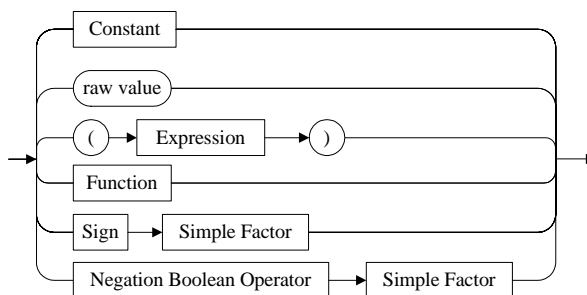 Constant
raw value
( Expression )
Function
Sign Simple Factor
Negation Boolean Operator Simple Factor